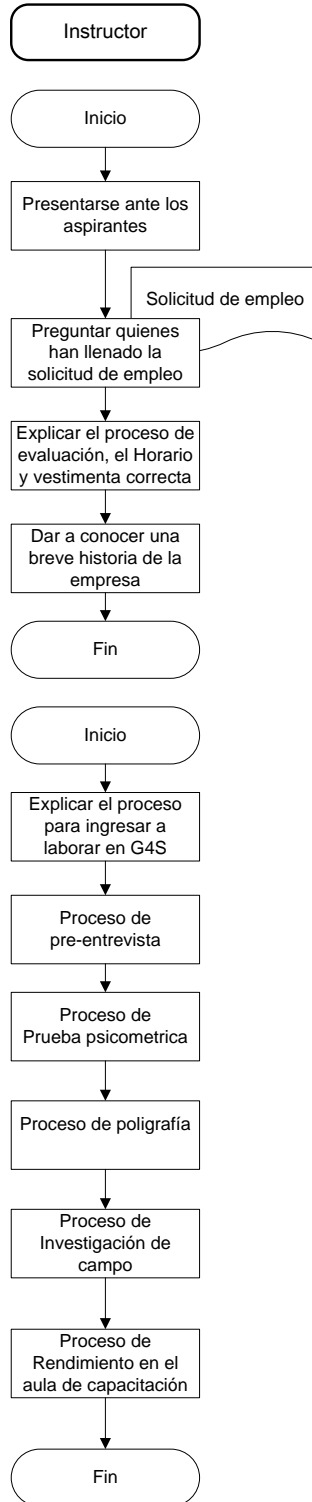 Instructor
Inicio
Presentarse ante los
aspirantes
Solicitud de empleo
Preguntar quienes
han llenado la
solicitud de empleo
Explicar el proceso de
evaluación, el Horario
y vestimenta correcta
Dar a conocer una
breve historia de la
empresa
Fin
Inicio
Explicar el proceso
para ingresar a
laborar en G4S
Proceso de
pre-entrevista
Proceso de
Prueba psicometrica
Proceso de poligrafía
Proceso de
Investigación de
campo
Proceso de
Rendimiento en el
aula de capacitación
Fin